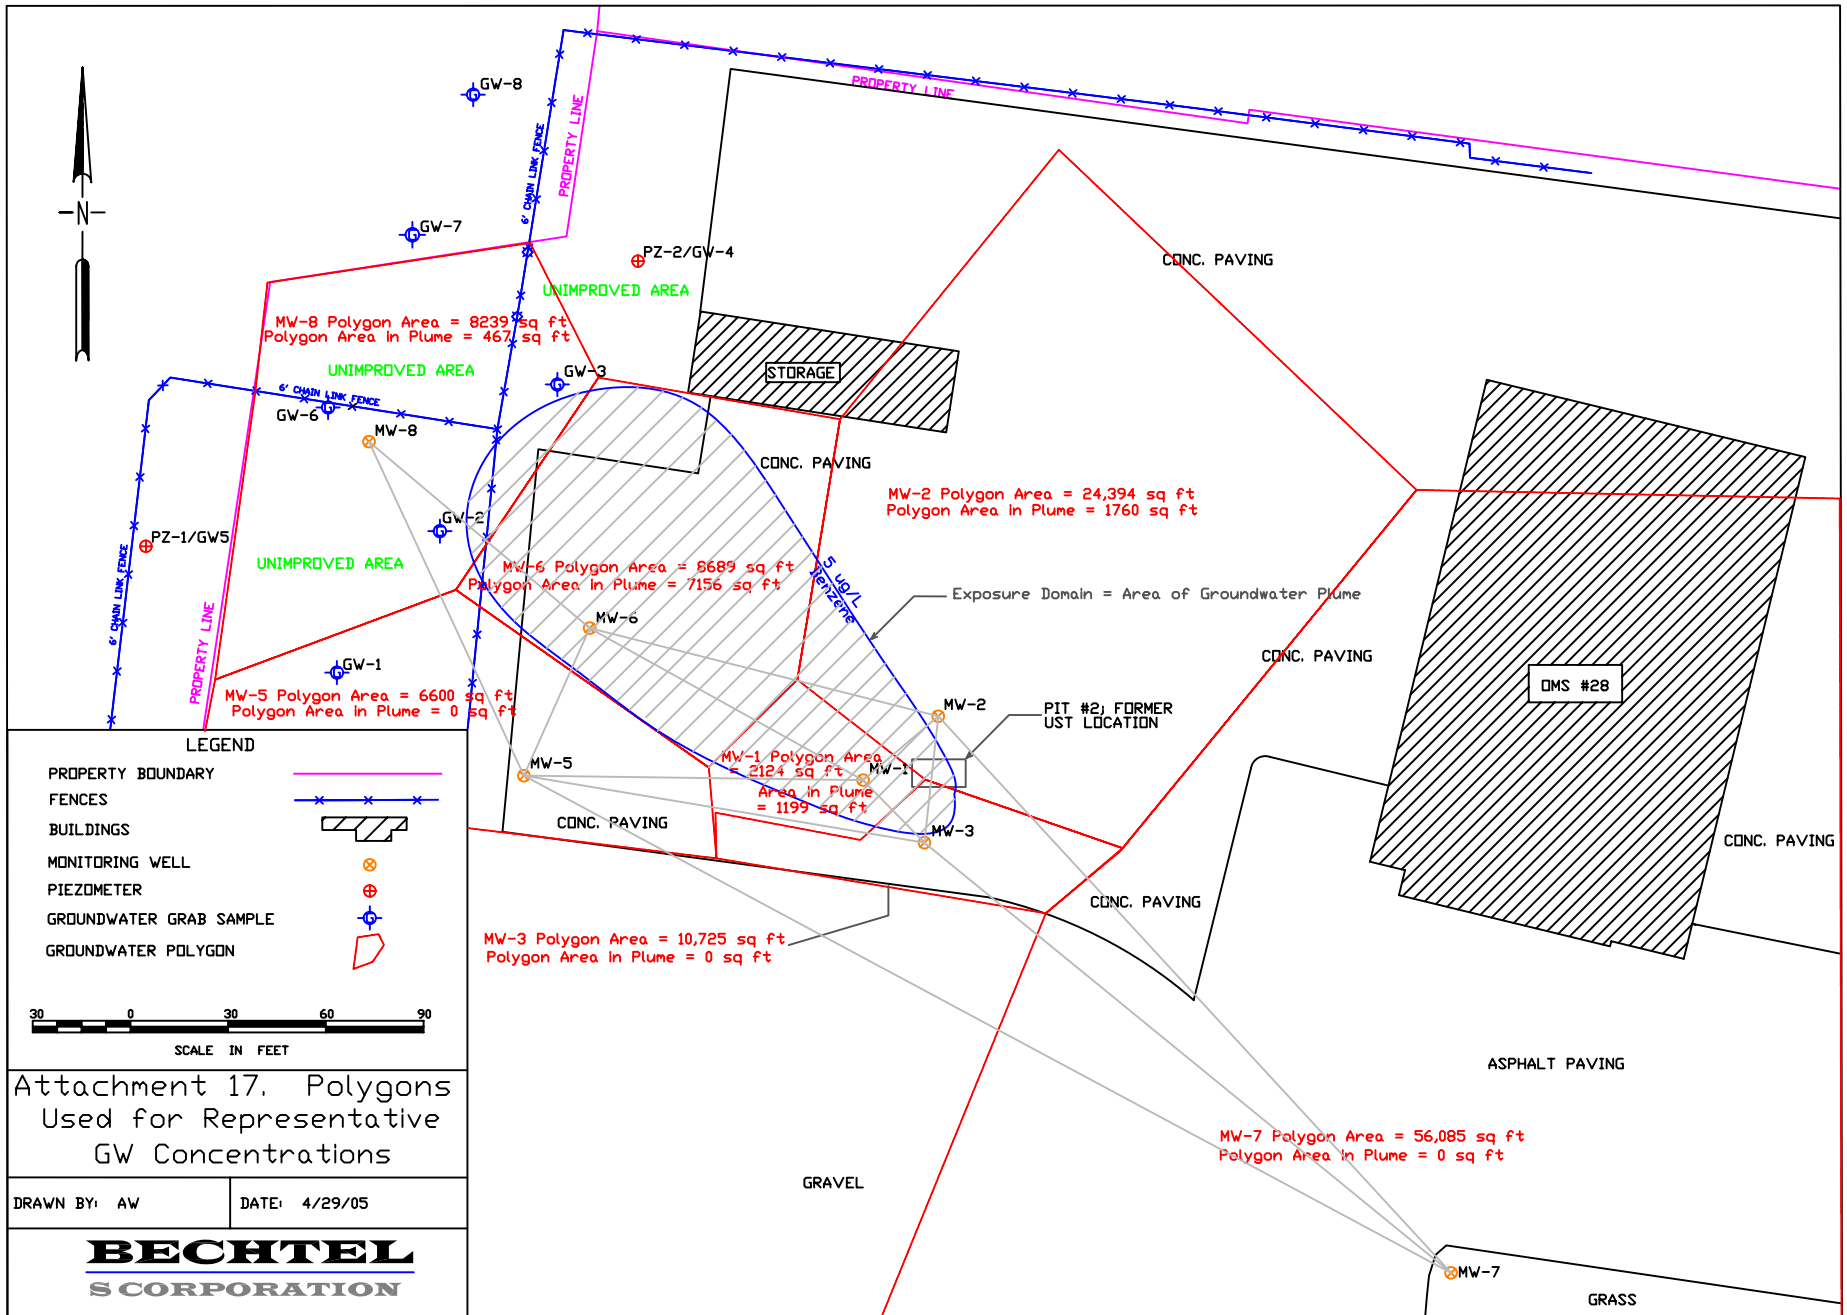 GW-8
PROPERTY LINE
6' CHAIN LINK FENCE
PROPERTY LINE
N
GW-7
PZ-2/GW-4
CONC. PAVING
UNIMPROVED AREA
MW-8 Polygon Area = 8239 sq ft
Polygon Area in Plume = 467 sq ft
UNIMPROVED AREA
GW-3
STORAGE
6' CHAIN LINK FENCE
GW-6
MW-8
CONC. PAVING
MW-2 Polygon Area = 24,394 sq ft
Polygon Area in Plume = 1760 sq ft
GW-2
PZ-1/GW5
UNIMPROVED AREA
MW-6 Polygon Area = 8689 sq ft
Polygon Area in Plume = 7156 sq ft
5 ug/L
Benzene
Exposure Domain = Area of Groundwater Plume
6' CHAIN LINK FENCE
PROPERTY LINE
MW-6
GW-1
CONC. PAVING
OMS #28
MW-5 Polygon Area = 6600 sq ft
Polygon Area in Plume = 0 sq ft
MW-2
PIT #2; FORMER
UST LOCATION
MW-5
MW-1 Polygon Area
= 2124 sq ft
MW-1
Area in Plume
= 1199 sq ft
CONC. PAVING
MW-3
CONC. PAVING
CONC. PAVING
MW-3 Polygon Area = 10,725 sq ft
Polygon Area in Plume = 0 sq ft
ASPHALT PAVING
MW-7 Polygon Area = 56,085 sq ft
Polygon Area in Plume = 0 sq ft
GRAVEL
MW-7
GRASS
LEGEND
PROPERTY BOUNDARY
FENCES
BUILDINGS
MONITORING WELL
PIEZOMETER
GROUNDWATER GRAB SAMPLE
GROUNDWATER POLYGON
30 0 30 60 90
SCALE IN FEET
Attachment 17. Polygons
Used for Representative
GW Concentrations
DRAWN BY: AW
DATE: 4/29/05
BECHTEL
S CORPORATION